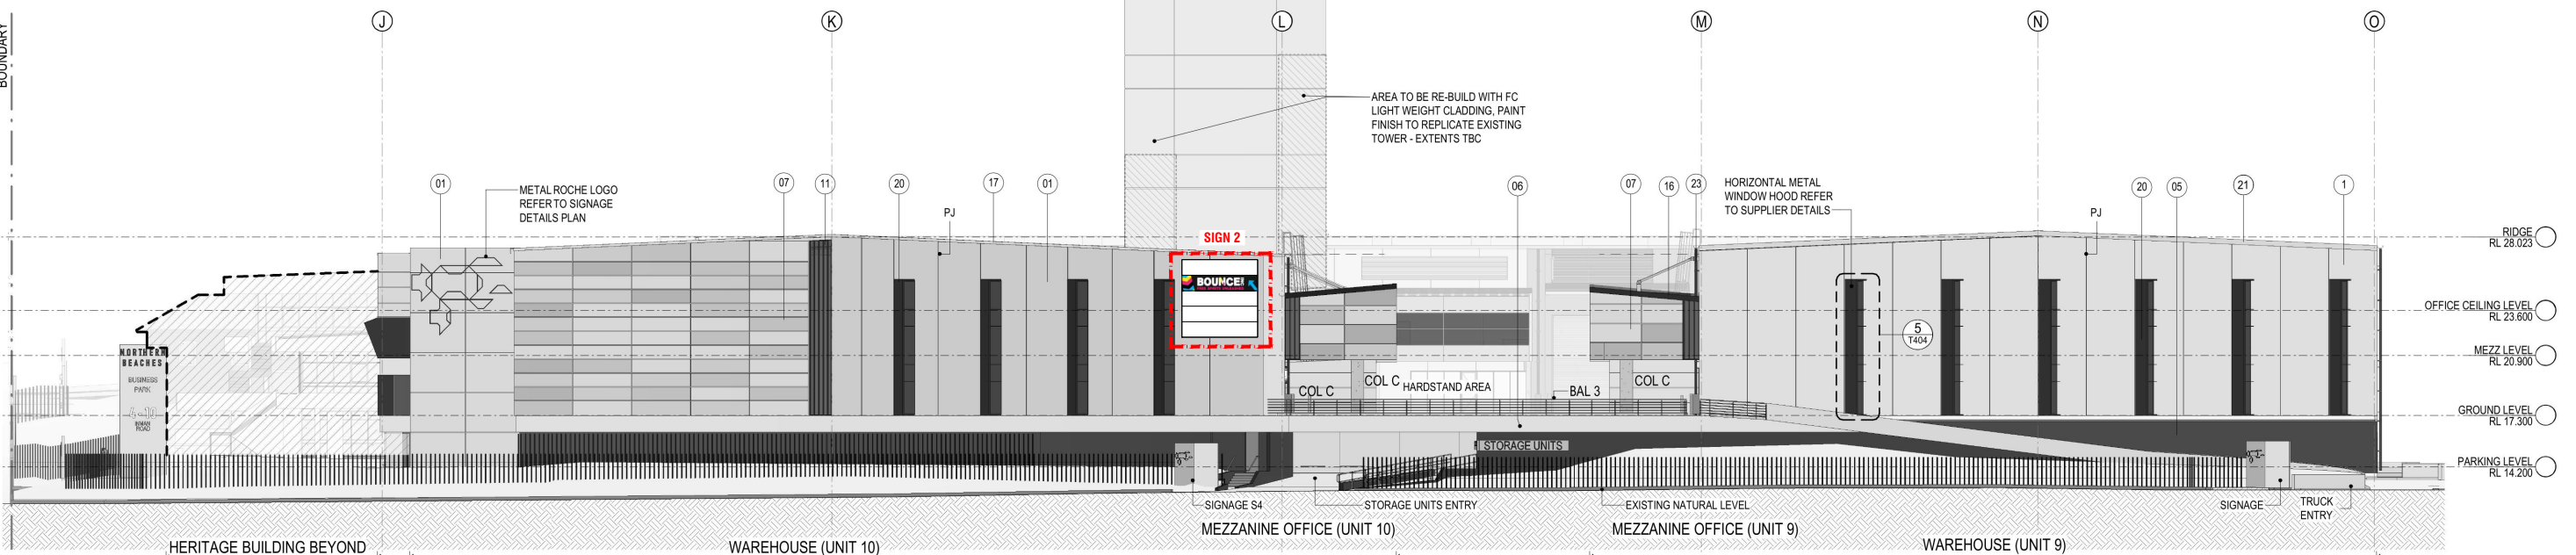 BOUNDARY
J
K
L
M
N
O
AREA TO BE RE-BUILD WITH FC
LIGHT WEIGHT CLADDING, PAINT
FINISH TO REPLICATE EXISTING
TOWER - EXTENTS TBC
01
METAL ROCHE LOGO
REFER TO SIGNAGE
DETAILS PLAN
07
11
20
PJ
17
01
SIGN 2
BOUNCE
06
07
16
23
HORIZONTAL METAL
WINDOW HOOD REFER
TO SUPPLIER DETAILS
PJ
20
05
21
1
RIDGE
RL 28.023
OFFICE CEILING LEVEL
RL 23.600
5
T404
MEZZ LEVEL
RL 20.900
NORTHERN
BEACHES
BUSINESS
PARK
4-10
INMAN
ROAD
COL C
COL C
HARDSTAND AREA
BAL 3
COL C
GROUND LEVEL
RL 17.300
STORAGE UNITS
PARKING LEVEL
RL 14.200
SIGNAGE S4
STORAGE UNITS ENTRY
EXISTING NATURAL LEVEL
SIGNAGE
TRUCK
ENTRY
MEZZANINE OFFICE (UNIT 10)
MEZZANINE OFFICE (UNIT 9)
HERITAGE BUILDING BEYOND
WAREHOUSE (UNIT 10)
WAREHOUSE (UNIT 9)